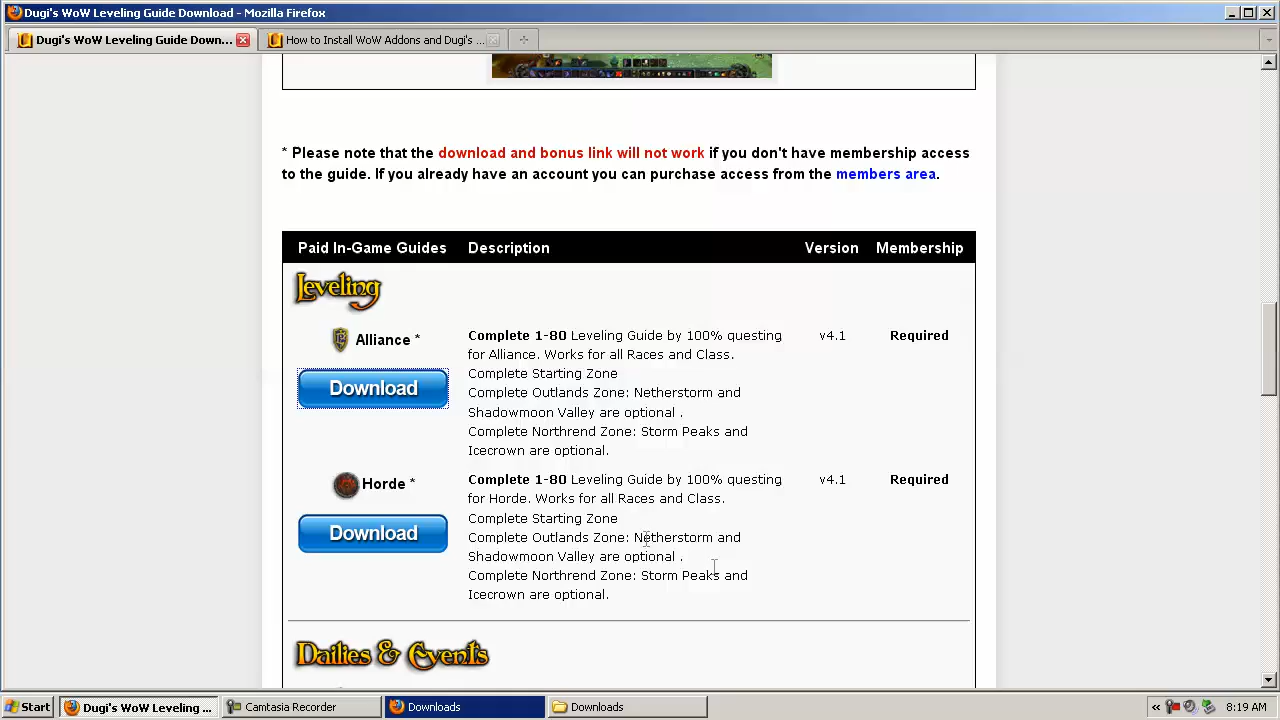 Dugi's WoW Leveling Guide Download - Mozilla Firefox
Dugi's WoW Leveling Guide Down...
How to Install WoW Addons and Dugi's ...
* Please note that the download and bonus link will not work if you don't have membership access
to the guide. If you already have an account you can purchase access from the members area.
Paid In-Game Guides Description Version Membership
Leveling
Alliance *
Download
Complete 1-80 Leveling Guide by 100% questing
for Alliance. Works for all Races and Class.
Complete Starting Zone
Complete Outlands Zone: Netherstorm and
Shadowmoon Valley are optional .
Complete Northrend Zone: Storm Peaks and
Icecrown are optional.
v4.1
Required
Horde *
Download
Complete 1-80 Leveling Guide by 100% questing
for Horde. Works for all Races and Class.
Complete Starting Zone
Complete Outlands Zone: Netherstorm and
Shadowmoon Valley are optional .
Complete Northrend Zone: Storm Peaks and
Icecrown are optional.
v4.1
Required
Dailies & Events
Start
Dugi's WoW Leveling ...
Camtasia Recorder
Downloads
Downloads
8:19 AM